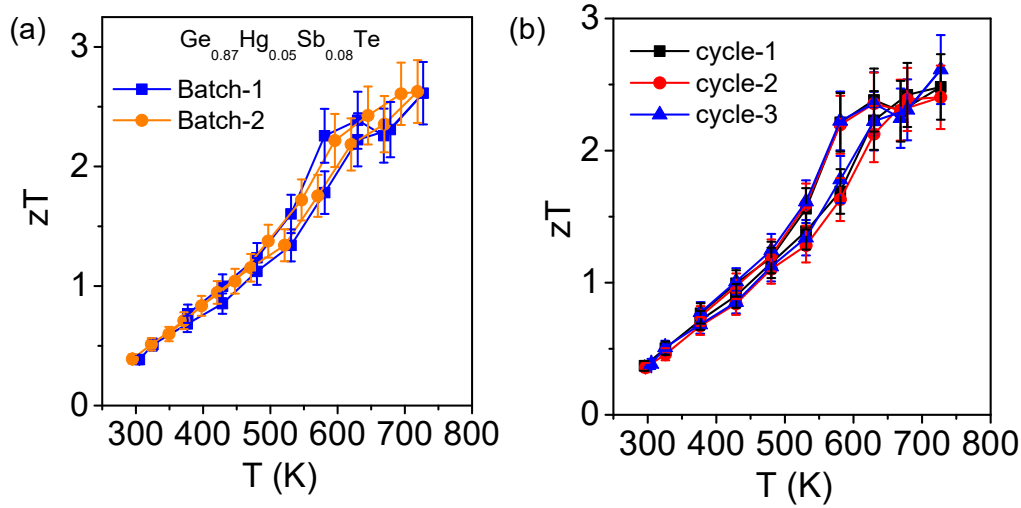 (a)
Ge0.87Hg0.05Sb0.08Te
Batch-1
Batch-2
3
2
1
0
zT
300 400 500 600 700 800
T (K)
(b)
cycle-1
cycle-2
cycle-3
3
2
1
0
zT
300 400 500 600 700 800
T (K)